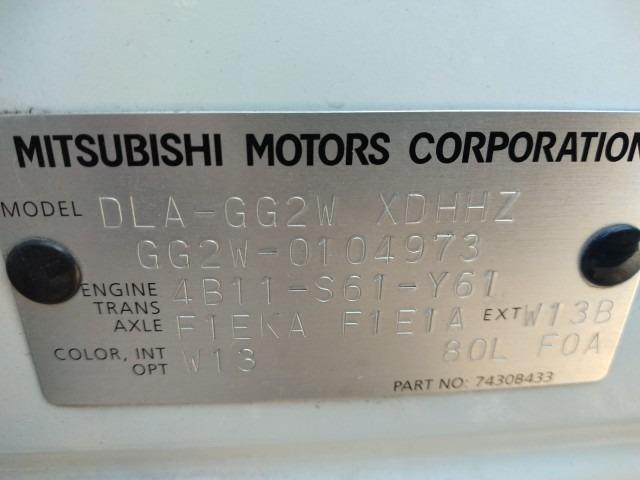 MITSUBISHI MOTORS CORPORATION
MODEL DLA-GG2W XDHHZ
GG2W-0104973
ENGINE 4B11-S61-Y61
TRANS AXLE F1EKA F1E1A EXT W13B
COLOR, INT OPT W13 80L F0A
PART NO: 7430B433